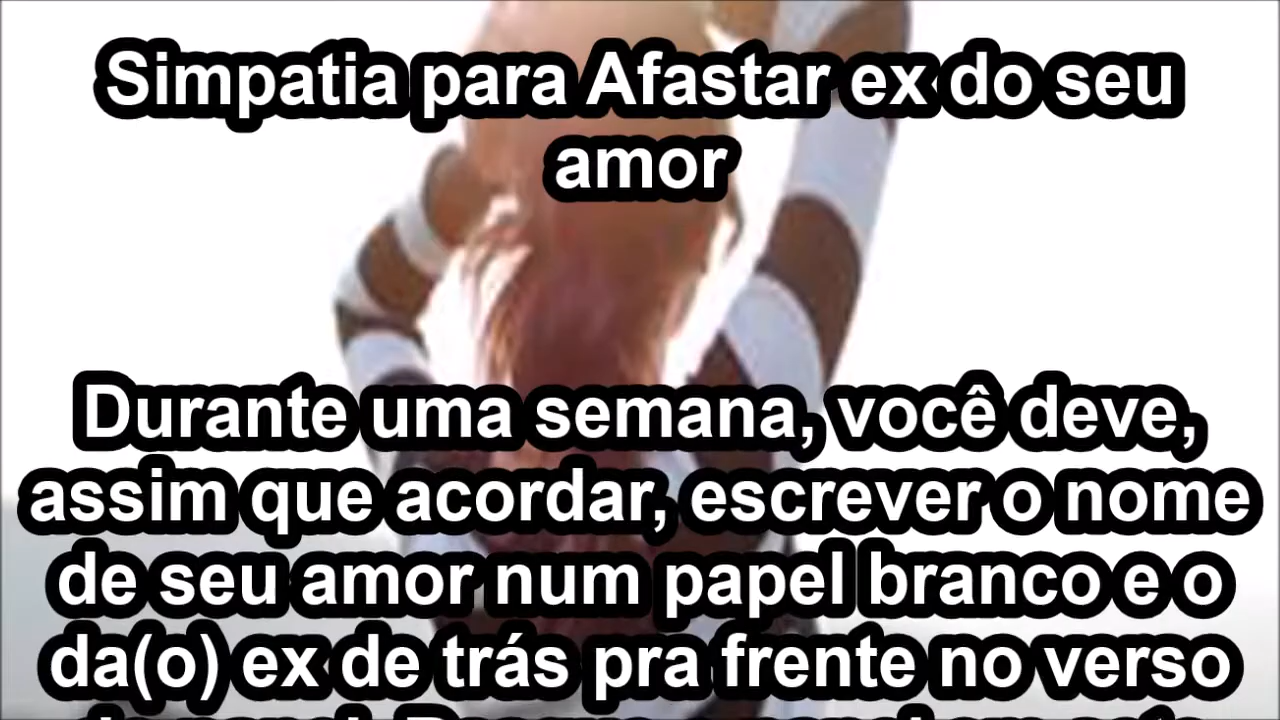 Simpatia para Afastar ex do seu
amor
Durante uma semana, você deve,
assim que acordar, escrever o nome
de seu amor num papel branco e o
da(o) ex de trás pra frente no verso